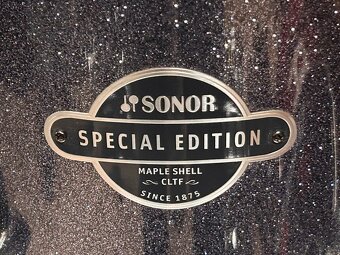 SONOR
SPECIAL EDITION
MAPLE SHELL
CLTF
SINCE 1875